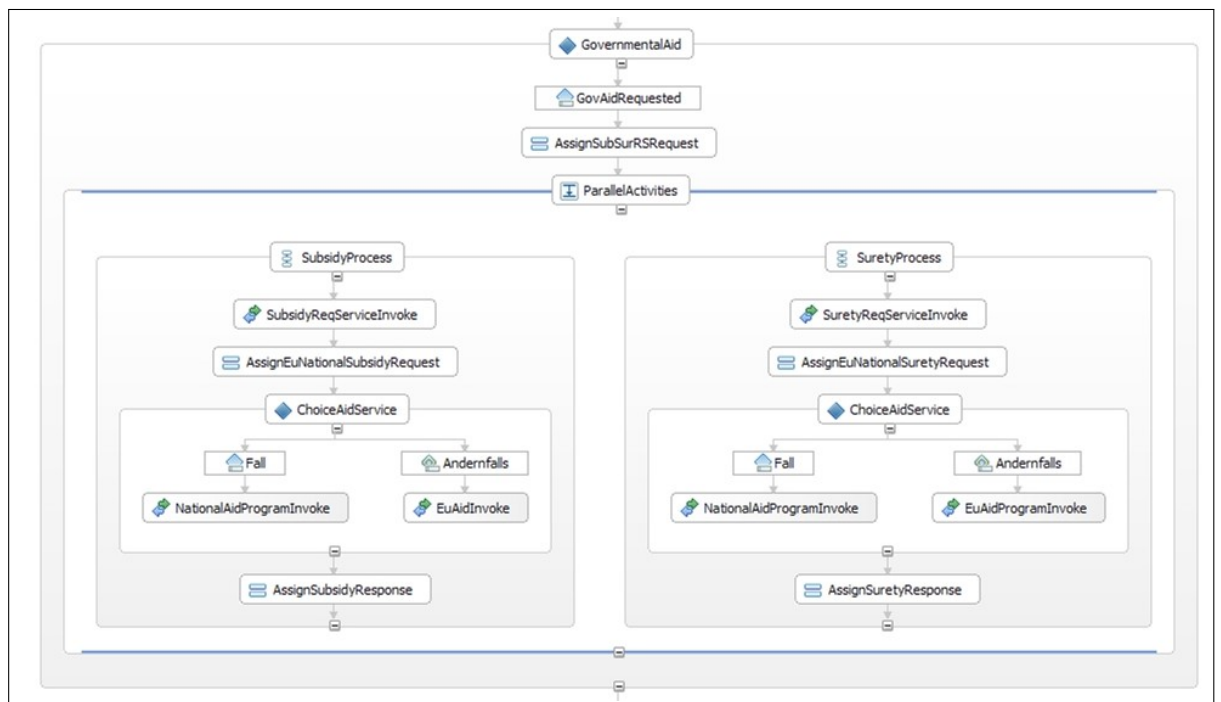 GovernmentalAid
GovAidRequested
AssignSubSurRSRequest
ParallelActivities
SubsidyProcess
SubsidyReqServiceInvoke
AssignEuNationalSubsidyRequest
ChoiceAidService
Fall
Andernfalls
NationalAidProgramInvoke
EuAidInvoke
AssignSubsidyResponse
SuretyProcess
SuretyReqServiceInvoke
AssignEuNationalSuretyRequest
ChoiceAidService
Fall
Andernfalls
NationalAidProgramInvoke
EuAidProgramInvoke
AssignSuretyResponse